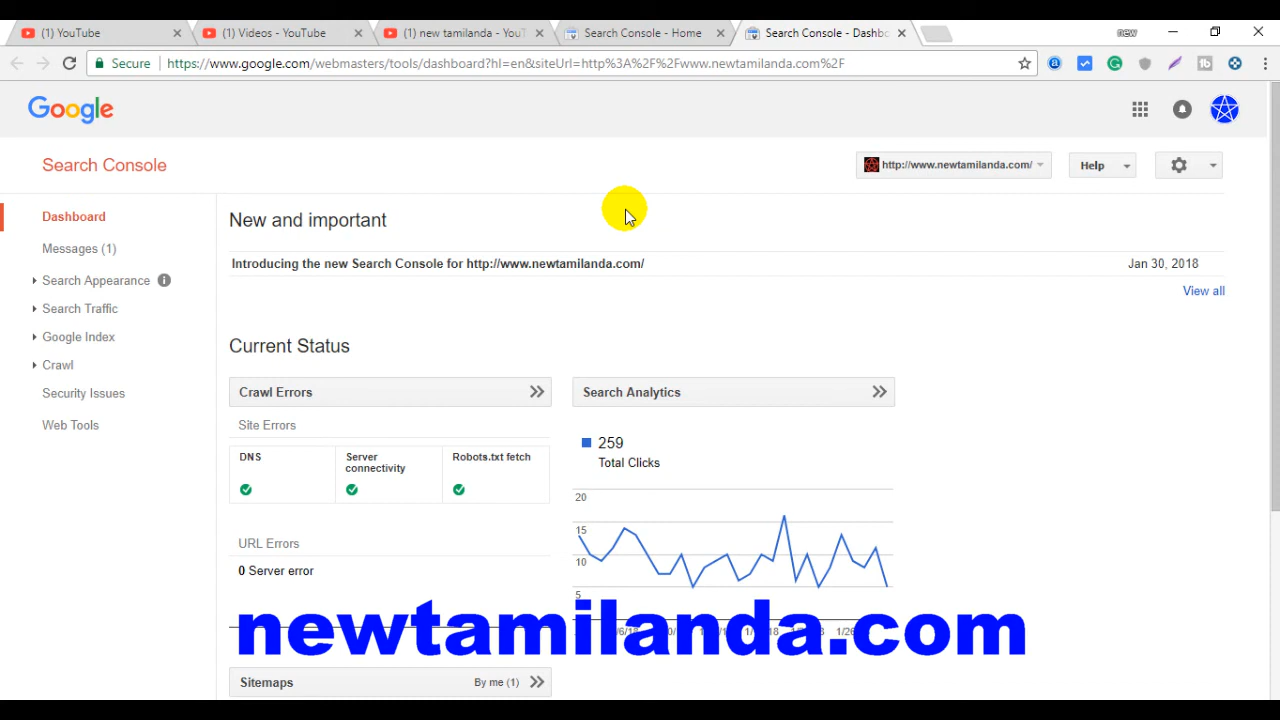 (1) YouTube
(1) Videos - YouTube
(1) new tamilanda - YouT
Search Console - Home
Search Console - Dashbo
new
Secure
https://www.google.com/webmasters/tools/dashboard?hl=en&siteUrl=http%3A%2F%2Fwww.newtamilanda.com%2F
Google
Search Console
http://www.newtamilanda.com/
Help
Dashboard
Messages (1)
Search Appearance
Search Traffic
Google Index
Crawl
Security Issues
Web Tools
New and important
Introducing the new Search Console for http://www.newtamilanda.com/
Jan 30, 2018
View all
Current Status
Crawl Errors
Site Errors
DNS
Server connectivity
Robots.txt fetch
URL Errors
0 Server error
Search Analytics
259
Total Clicks
20
15
10
5
newtamilanda.com
Sitemaps
By me (1)